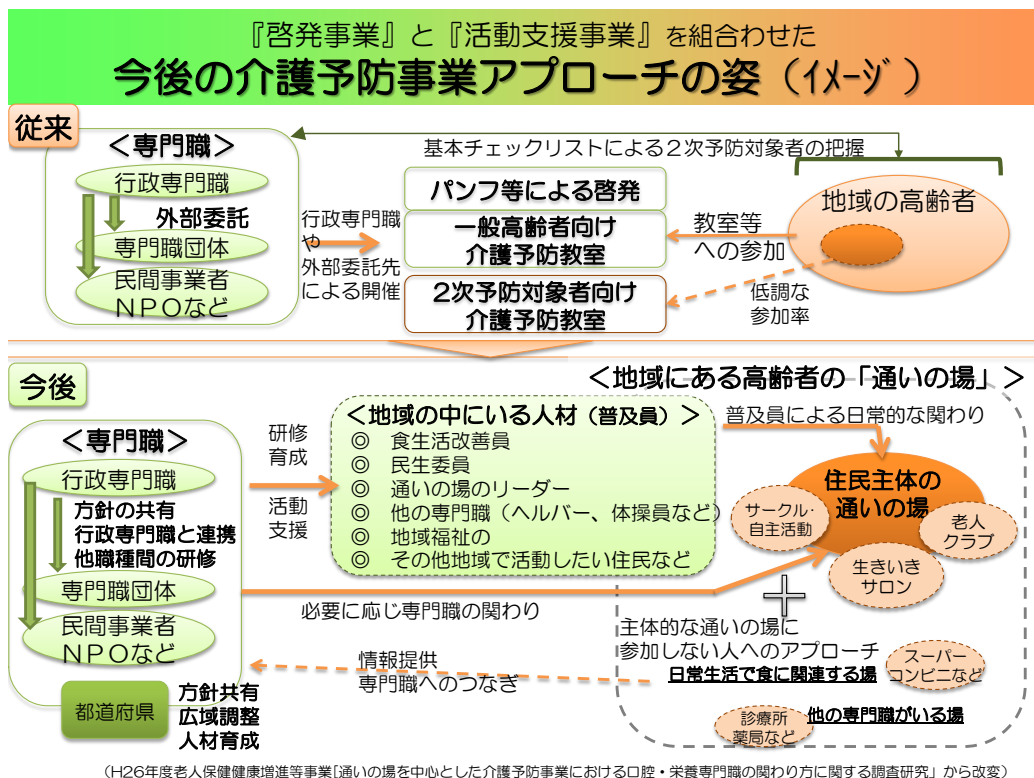 『啓発事業』と『活動支援事業』を組合わせた
今後の介護予防事業アプローチの姿（ｲﾒｰｼﾞ）
従来
＜専門職＞
行政専門職
外部委託
専門職団体
民間事業者
ＮＰＯなど
行政専門職
や
外部委託先
による開催
基本チェックリストによる２次予防対象者の把握
パンフ等による啓発
一般高齢者向け
介護予防教室
２次予防対象者向け
介護予防教室
教室等
への参加
低調な
参加率
地域の高齢者
今後
＜専門職＞
行政専門職
方針の共有
行政専門職と連携
他職種間の研修
専門職団体
民間事業者
ＮＰＯなど
都道府県
方針共有
広域調整
人材育成
研修
育成
活動
支援
＜地域の中にいる人材（普及員）＞
◎　食生活改善員
◎　民生委員
◎　通いの場のリーダー
◎　他の専門職（ヘルパー、体操員など）
◎　地域福祉の
◎　その他地域で活動したい住民など
必要に応じ専門職の関わり
情報提供
専門職へのつなぎ
＜地域にある高齢者の「通いの場」＞
普及員による日常的な関わり
住民主体の
通いの場
サークル・
自主活動
老人
クラブ
生きいき
サロン
主体的な通いの場に
参加しない人へのアプローチ
日常生活で食に関連する場
スーパー
コンビニなど
診療所
薬局など
他の専門職がいる場
（H26年度老人保健健康増進等事業[通いの場を中心とした介護予防事業における口腔・栄養専門職の関わり方に関する調査研究」から改変）